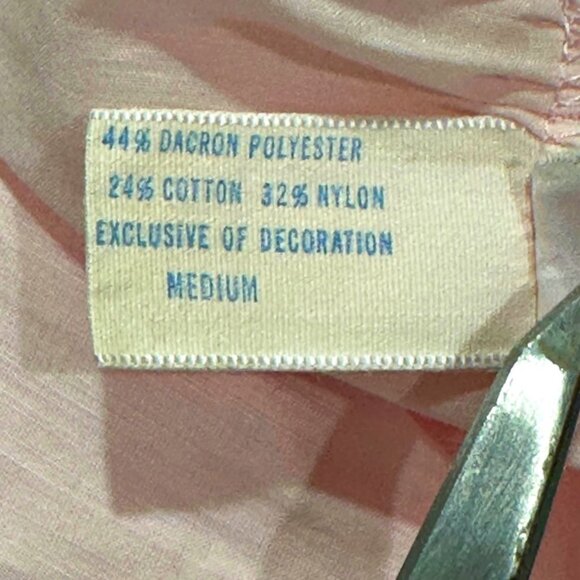 44% DACRON POLYESTER
24% COTTON 32% NYLON
EXCLUSIVE OF DECORATION
MEDIUM